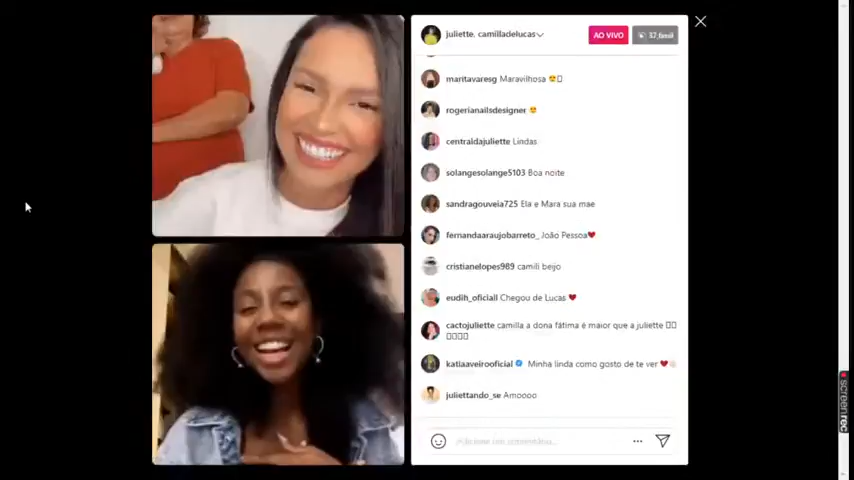 juliette, camilladelucas
AO VIVO
maritavaresg Maravilhosa 😍
rogerianailsdesigner 😍
centraldajuliette Lindas
solangesolange5103 Boa noite
sandragouveia725 Ela e Mara sua mae
fernandaaraujobarreto_ João Pessoa❤
cristianelopes989 camili beijo
eudih_oficiall Chegou de Lucas ❤
cactojuliette camilla a dona fátima é maior que a juliette
katiaaveirooficial Minha linda como gosto de te ver ❤
juliettando_se Amoooo
screenrec